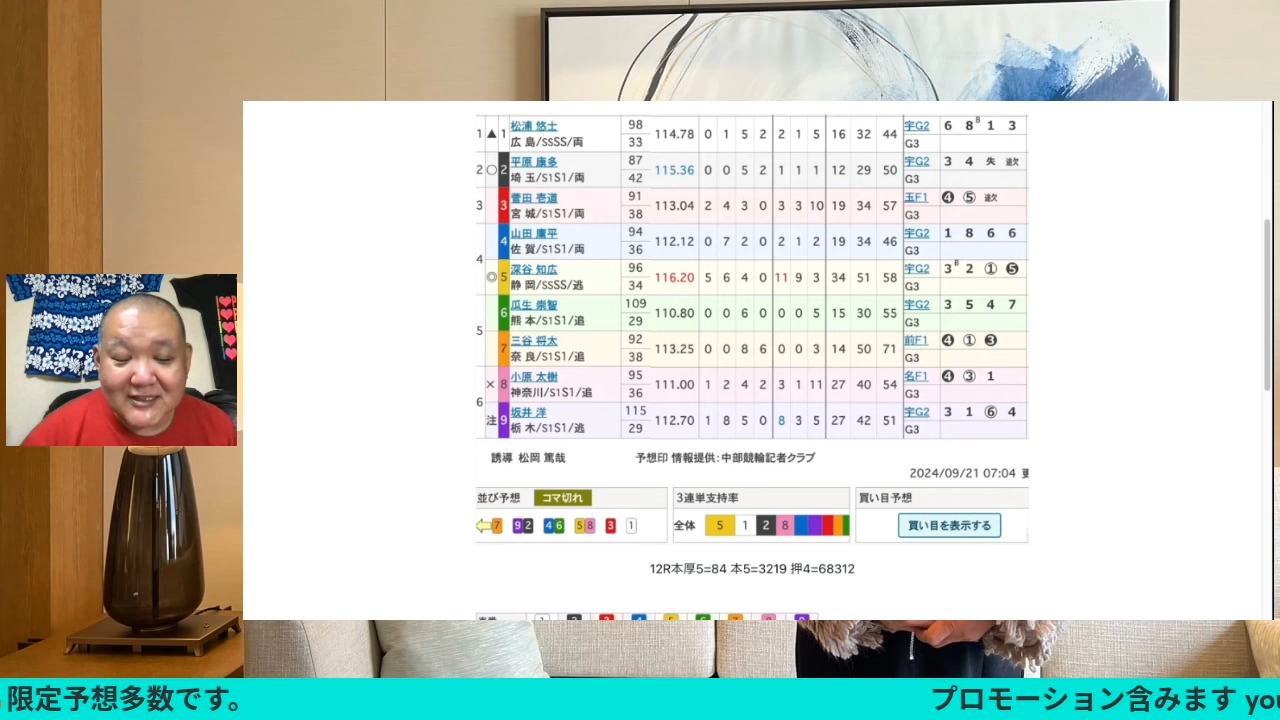 1 ▲ 1 松浦 悠士 98 114.78 0 1 5 2 2 1 5 16 32 44 宇G2 6 8B 1 3
広 島/SSSS/両 33 G3
2 ○ 2 平原 康多 87 115.36 0 0 5 2 1 1 1 12 29 50 宇G2 3 4 失 途欠
埼 玉/S1S1/両 42 G3
3 3 菅田 壱道 91 113.04 2 4 3 0 3 3 10 19 34 57 玉F1 ❹ ⑤ 途欠
宮 城/S1S1/両 38 G3
4 4 山田 庸平 94 112.12 0 7 2 0 2 1 2 19 34 46 宇G2 1 8 6 6
佐 賀/S1S1/両 36 G3
◎ 5 深谷 知広 96 116.20 5 6 4 0 11 9 3 34 51 58 宇G2 3B 2 ① ❺
静 岡/SSSS/逃 34 G3
5 6 瓜生 崇智 109 110.80 0 0 6 0 0 0 5 15 30 55 宇G2 3 5 4 7
熊 本/S1S1/追 29 G3
7 三谷 将太 92 113.25 0 0 8 6 0 0 3 14 50 71 前F1 ❹ ① ❸
奈 良/S1S1/追 38 G3
6 × 8 小原 太樹 95 111.00 1 2 4 2 3 1 11 27 40 54 名F1 ❹ ③ 1
神奈川/S1S1/追 36 G3
注 9 坂井 洋 115 112.70 1 8 5 0 8 3 5 27 42 51 宇G2 3 1 ⑥ 4
栃 木/S1S1/逃 29 G3
誘導 松岡 篤哉 予想印 情報提供:中部競輪記者クラブ
2024/09/21 07:04
並び予想 コマ切れ 3連単支持率 買い目予想
7 9 2 4 6 5 8 3 1 全体 5 1 2 8 買い目を表示する
12R本厚5=84 本5=3219 押4=68312
限定予想多数です。 プロモーション含みます you